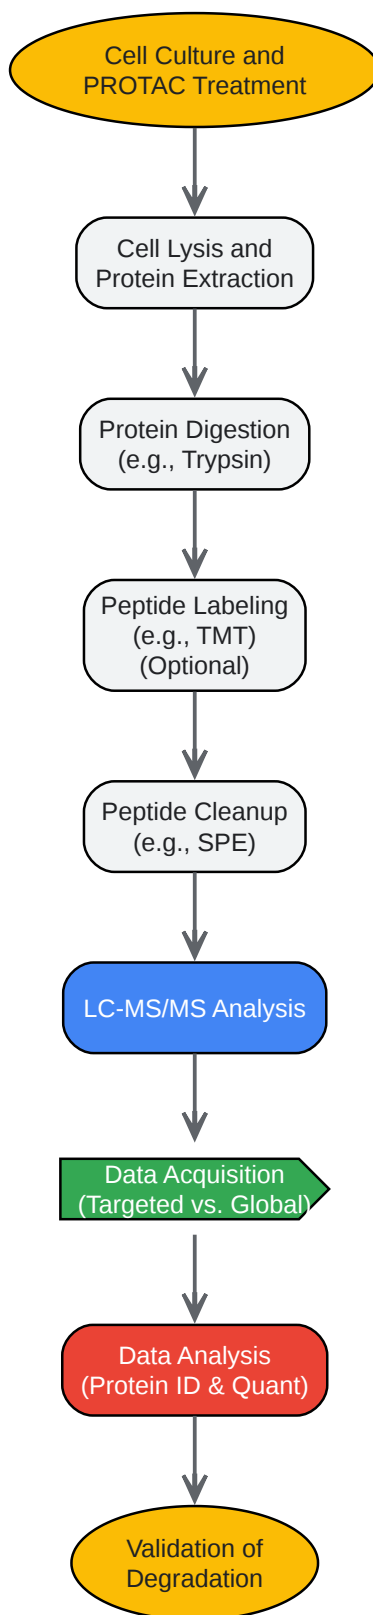 Cell Culture and
PROTAC Treatment
Cell Lysis and
Protein Extraction
Protein Digestion
(e.g., Trypsin)
Peptide Labeling
(e.g., TMT)
(Optional)
Peptide Cleanup
(e.g., SPE)
LC-MS/MS Analysis
Data Acquisition
(Targeted vs. Global)
Data Analysis
(Protein ID & Quant)
Validation of
Degradation